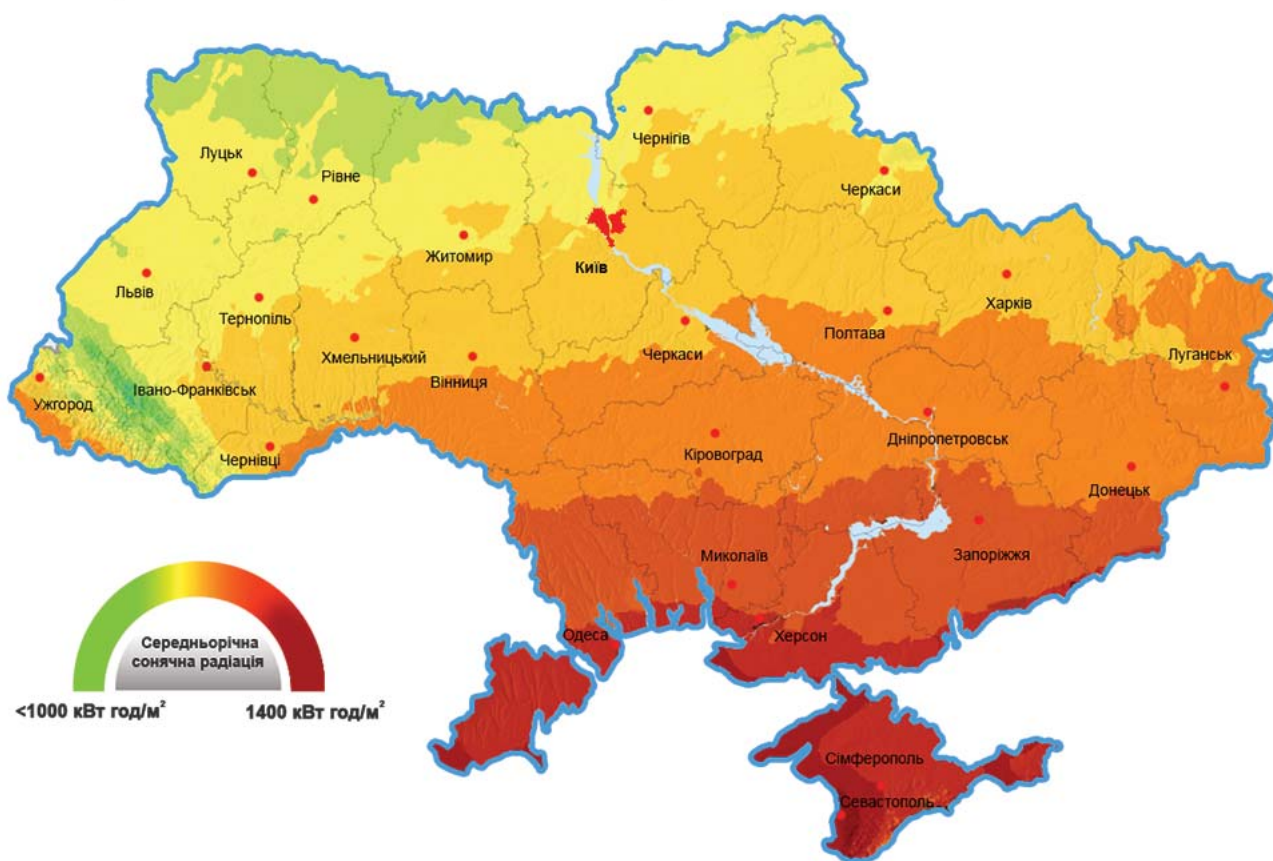 Чернігів
Луцьк
Рівне
Черкаси
Житомир
Київ
Львів
Тернопіль
Харків
Хмельницький
Полтава
Черкаси
Вінниця
Луганськ
Івано-Франківськ
Ужгород
Дніпропетровськ
Чернівці
Кіровоград
Донецьк
Миколаїв
Запоріжжя
Одеса
Херсон
Середньорічна
сонячна радіація
<1000 кВт год/м²
1400 кВт год/м²
Сімферополь
Севастополь